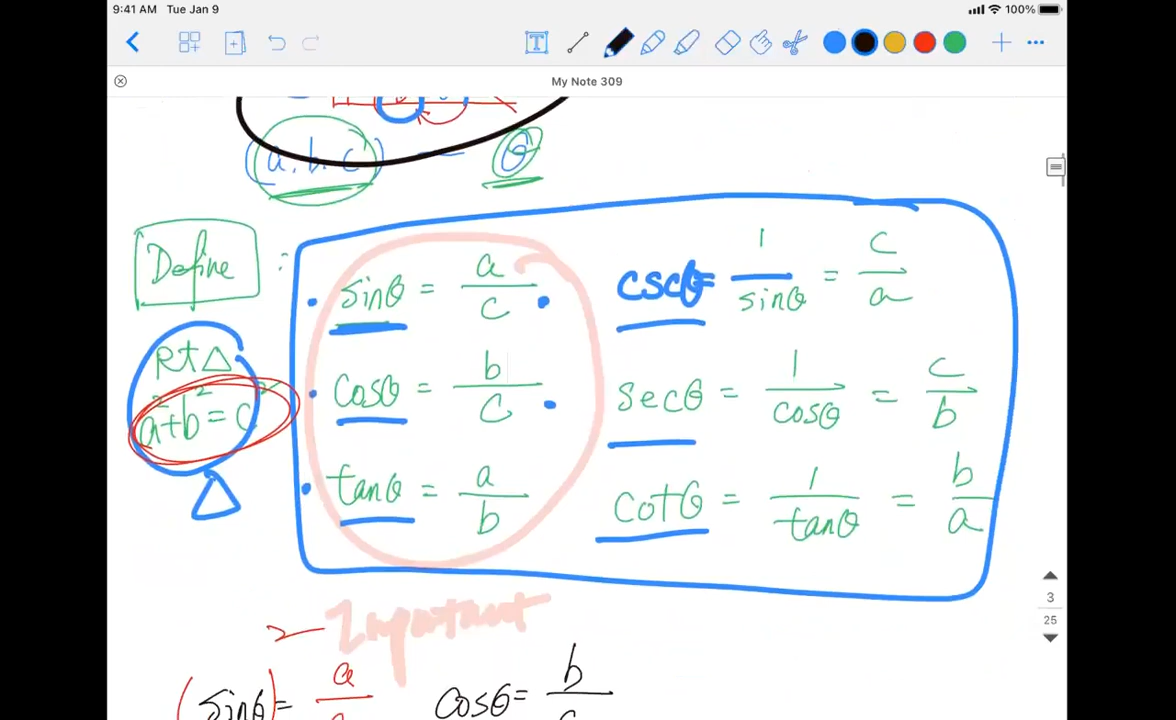 9:41 AM Tue Jan 9
100%
My Note 309
(a, b, c) θ
Define :
sinθ = a/c
cscθ = 1/sinθ = c/a
Rt△
a²+b²=c²
cosθ = b/c
secθ = 1/cosθ = c/b
tanθ = a/b
cotθ = 1/tanθ = b/a
3
25
Important
(sinθ) = a
cosθ = b